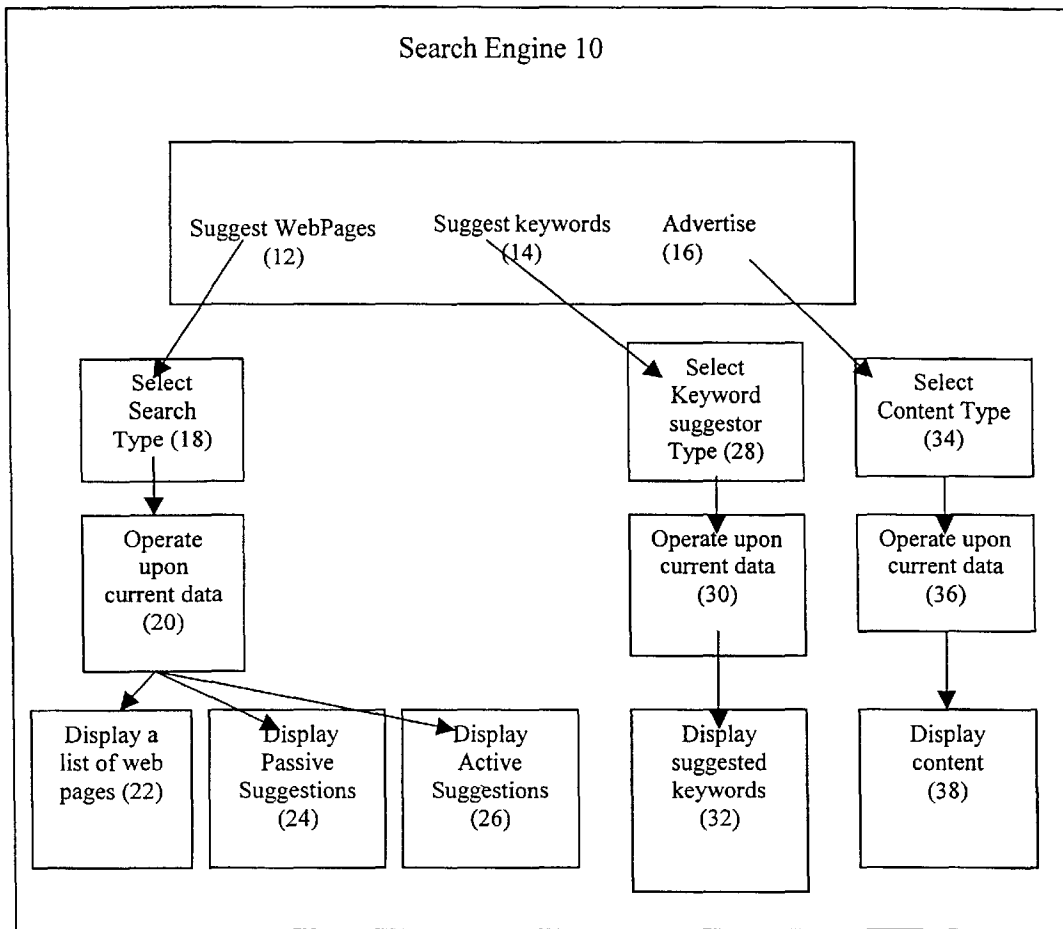 Search Engine 10
Suggest WebPages
(12)
Suggest keywords
(14)
Advertise
(16)
Select
Search
Type (18)
Select
Keyword
suggestor
Type (28)
Select
Content Type
(34)
Operate
upon
current data
(20)
Operate upon
current data
(30)
Operate upon
current data
(36)
Display a
list of web
pages (22)
Display
Passive
Suggestions
(24)
Display
Active
Suggestions
(26)
Display
suggested
keywords
(32)
Display
content
(38)